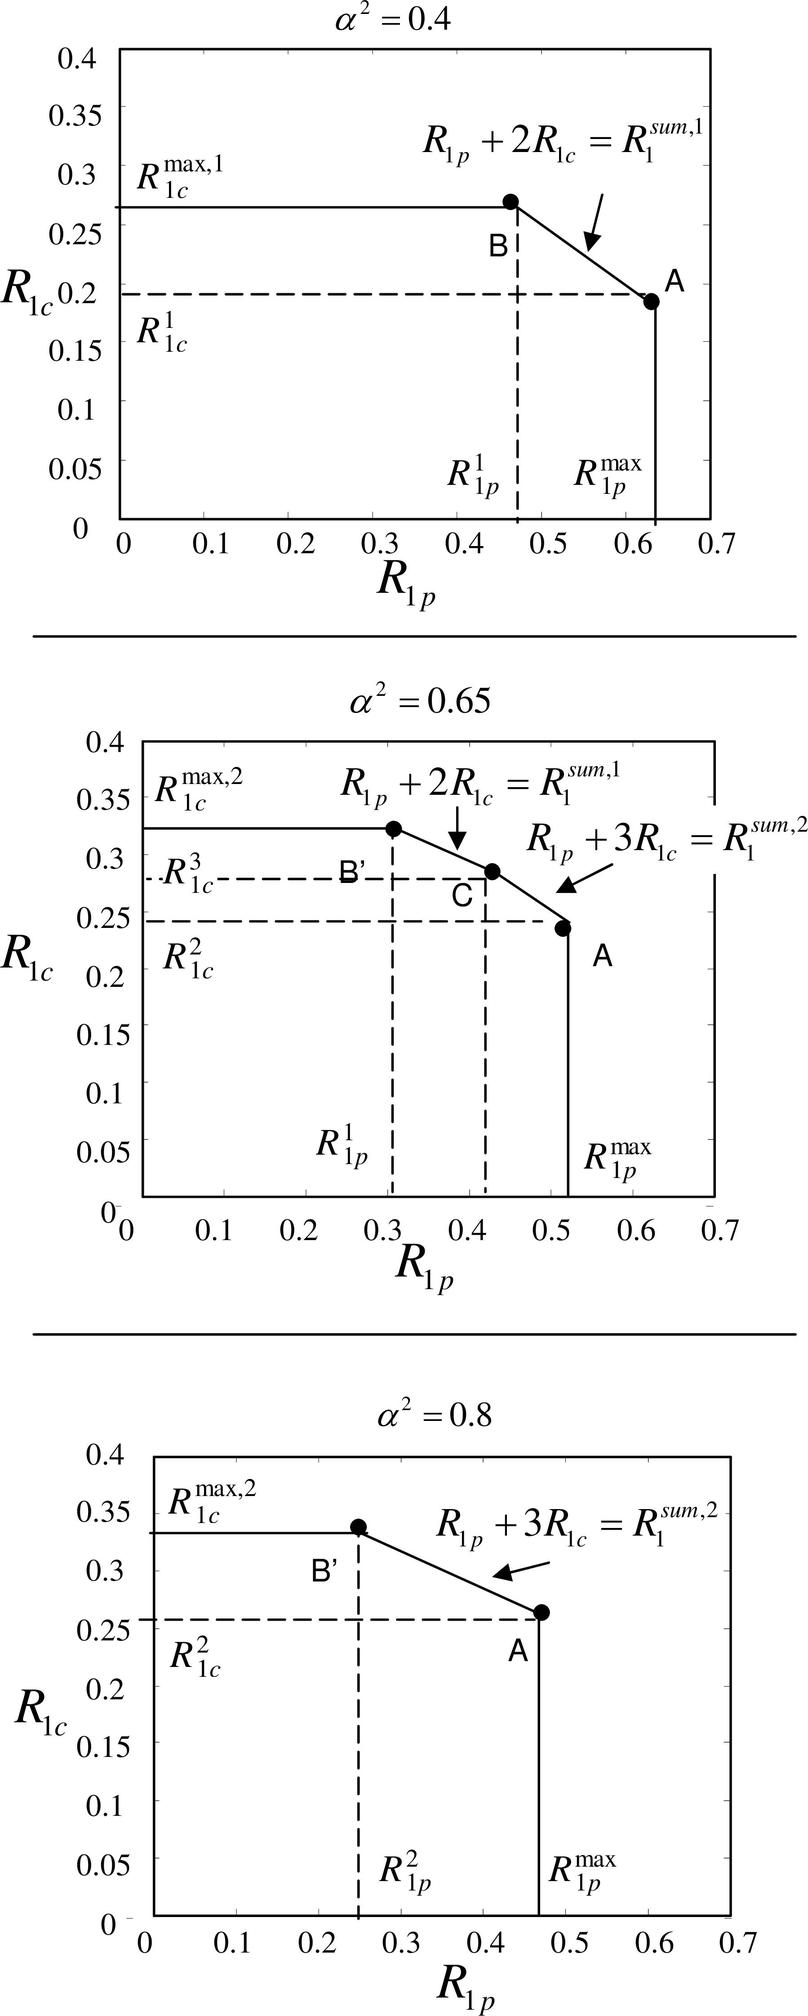 α² = 0.4
0.4
0.35
R_{1p} + 2R_{1c} = R_1^{sum,1}
0.3
R_{1c}^{max,1}
0.25
B
A
R_{1c}
0.2
R_{1c}^1
0.15
0.1
R_{1p}^1 R_{1p}^{max}
0.05
0
0 0.1 0.2 0.3 0.4 0.5 0.6 0.7
R_{1p}
α² = 0.65
0.4
R_{1c}^{max,2} R_{1p} + 2R_{1c} = R_1^{sum,1}
0.35
R_{1p} + 3R_{1c} = R_1^{sum,2}
0.3
R_{1c}^3 B’
C
0.25
R_{1c} R_{1c}^2 A
0.2
0.15
0.1
R_{1p}^1 R_{1p}^{max}
0.05
0
0 0.1 0.2 0.3 0.4 0.5 0.6 0.7
R_{1p}
α² = 0.8
0.4
R_{1c}^{max,2}
0.35
R_{1p} + 3R_{1c} = R_1^{sum,2}
0.3
B’
0.25
R_{1c}^2 A
0.2
R_{1c}
0.15
0.1
0.05
R_{1p}^2 R_{1p}^{max}
0
0 0.1 0.2 0.3 0.4 0.5 0.6 0.7
R_{1p}